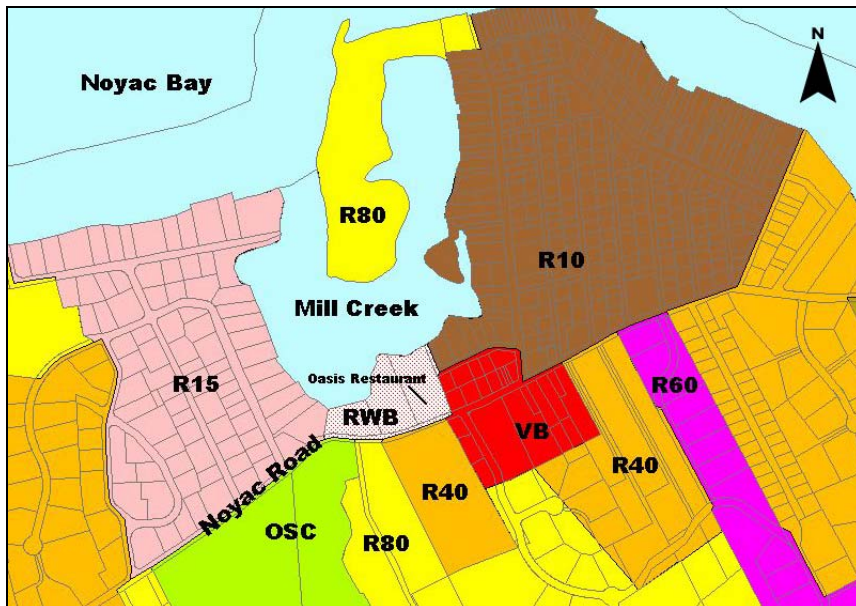 N
Noyac Bay
R80
R10
Mill Creek
Oasis Restaurant
R15
R60
RWB
VB
Noyac Road
R40
R40
OSC
R80